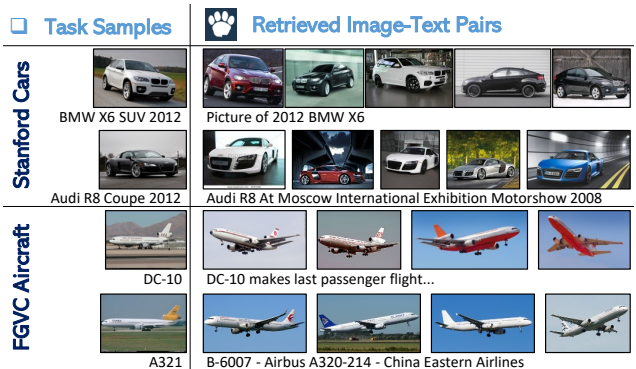 Task Samples
Retrieved Image-Text Pairs
Stanford Cars
BMW X6 SUV 2012
Picture of 2012 BMW X6
Audi R8 Coupe 2012
Audi R8 At Moscow International Exhibition Motorshow 2008
FGVC Aircraft
DC-10
DC-10 makes last passenger flight...
A321
B-6007 - Airbus A320-214 - China Eastern Airlines